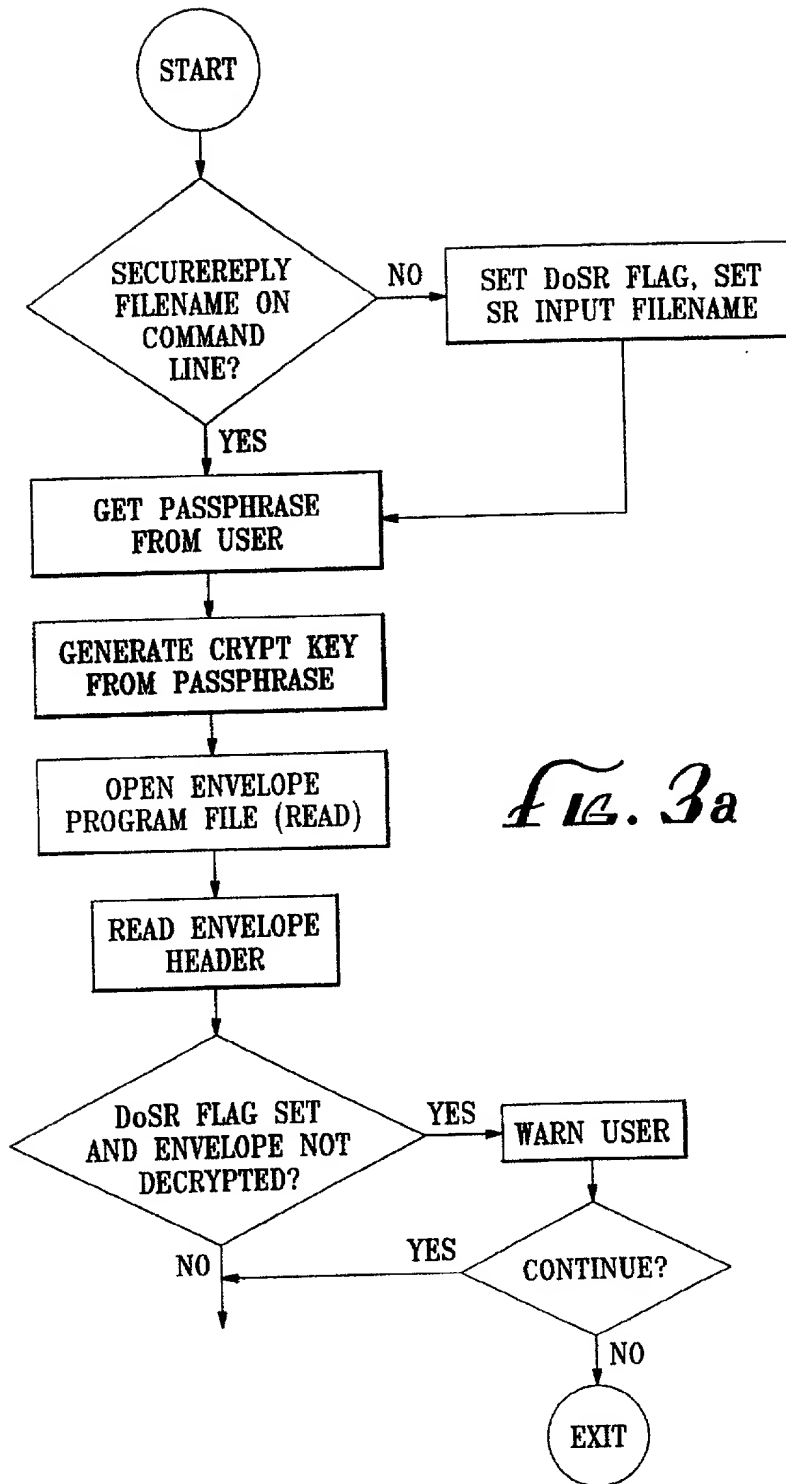 START
SECUREREPLY
FILENAME ON
COMMAND
LINE?
NO
SET DoSR FLAG, SET
SR INPUT FILENAME
YES
GET PASSPHRASE
FROM USER
GENERATE CRYPT KEY
FROM PASSPHRASE
OPEN ENVELOPE
PROGRAM FILE (READ)
FIG. 3a
READ ENVELOPE
HEADER
DoSR FLAG SET
AND ENVELOPE NOT
DECRYPTED?
YES
WARN USER
NO
YES
CONTINUE?
NO
EXIT